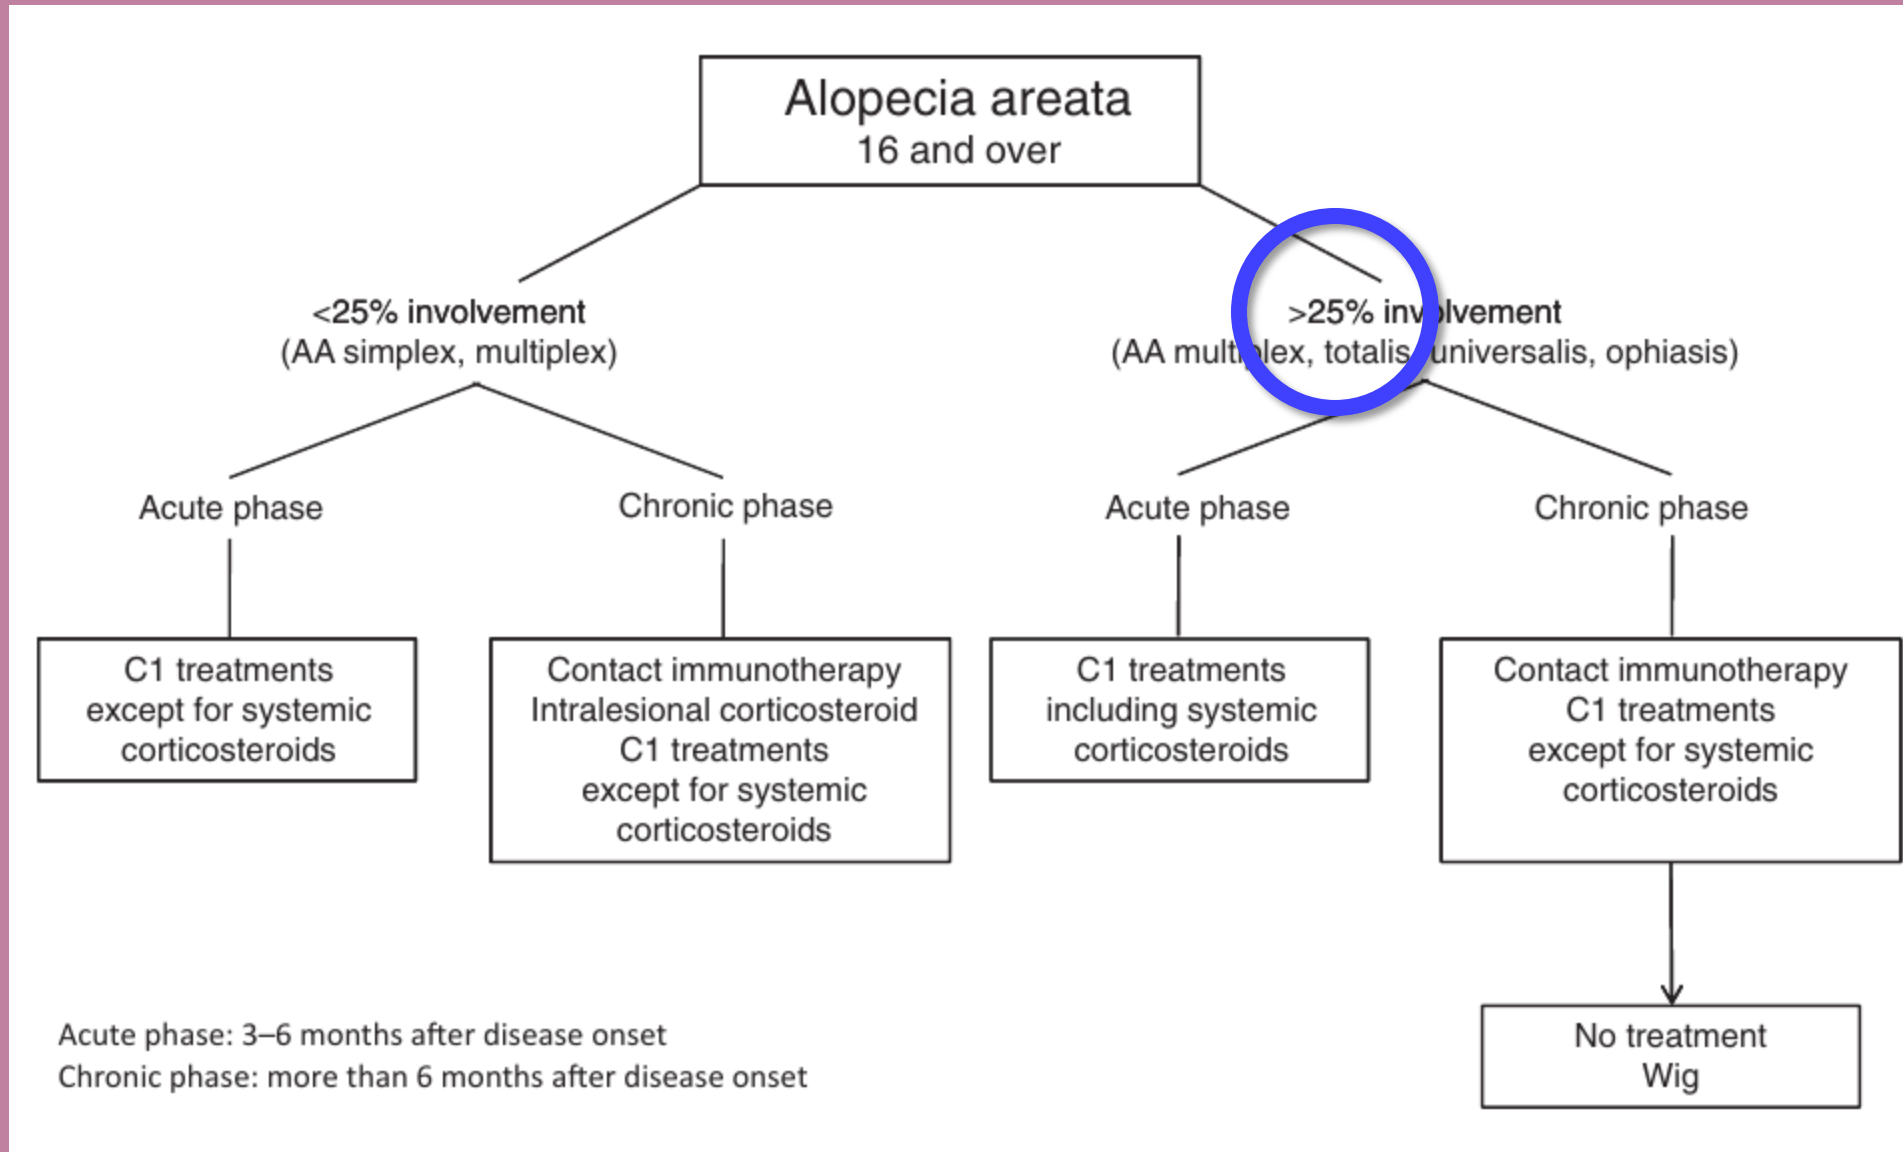 Alopecia areata
16 and over
<25% involvement
(AA simplex, multiplex)
>25% involvement
(AA multiplex, totalis, universalis, ophiasis)
Acute phase
Chronic phase
Acute phase
Chronic phase
C1 treatments
except for systemic
corticosteroids
Contact immunotherapy
Intralesional corticosteroid
C1 treatments
except for systemic
corticosteroids
C1 treatments
including systemic
corticosteroids
Contact immunotherapy
C1 treatments
except for systemic
corticosteroids
No treatment
Wig
Acute phase: 3–6 months after disease onset
Chronic phase: more than 6 months after disease onset